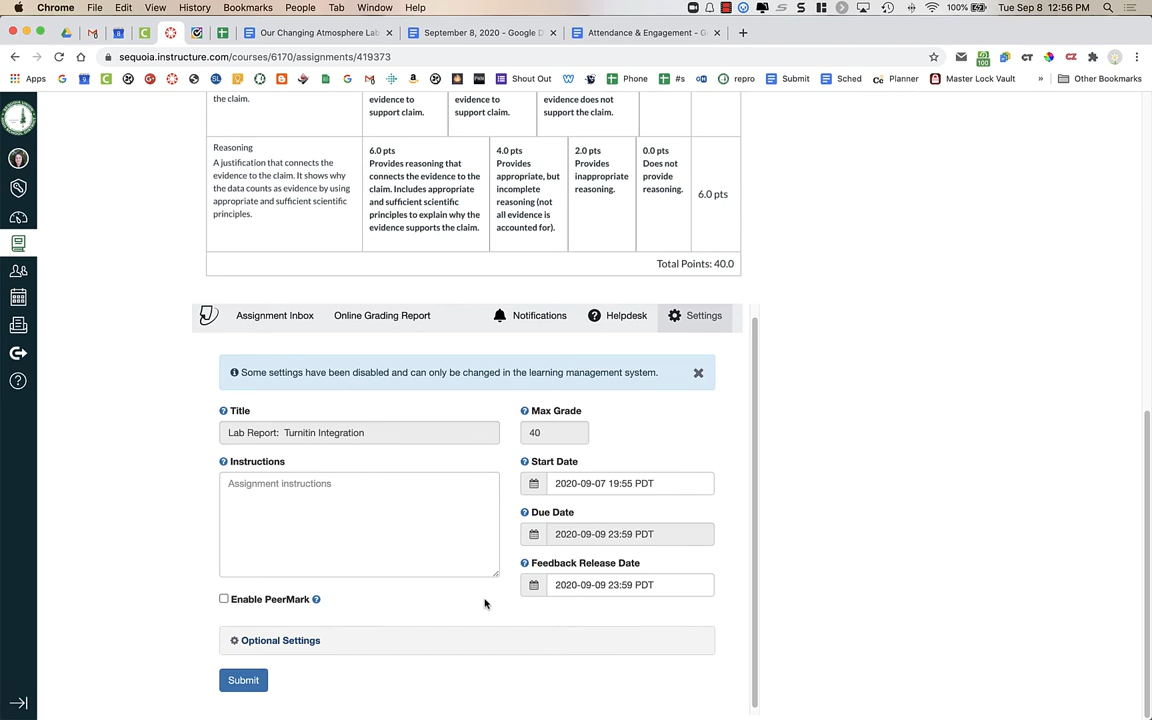 Chrome File Edit View History Bookmarks People Tab Window Help 100% Tue Sep 8 12:56 PM
Our Changing Atmosphere Lab
September 8, 2020 - Google D
Attendance & Engagement - G
sequoia.instructure.com/courses/6170/assignments/419373
Apps Shout Out Phone #s repro Submit Sched Planner Master Lock Vault » Other Bookmarks
the claim.
evidence to
support claim.
evidence to
support claim.
evidence does not
support the claim.
Reasoning
A justification that connects the
evidence to the claim. It shows why
the data counts as evidence by using
appropriate and sufficient scientific
principles.
6.0 pts
Provides reasoning that
connects the evidence to the
claim. Includes appropriate
and sufficient scientific
principles to explain why the
evidence supports the claim.
4.0 pts
Provides
appropriate, but
incomplete
reasoning (not
all evidence is
accounted for).
2.0 pts
Provides
inappropriate
reasoning.
0.0 pts
Does not
provide
reasoning.
6.0 pts
Total Points: 40.0
Assignment Inbox Online Grading Report Notifications Helpdesk Settings
Some settings have been disabled and can only be changed in the learning management system.
Title
Lab Report: Turnitin Integration
Max Grade
40
Instructions
Assignment instructions
Start Date
2020-09-07 19:55 PDT
Due Date
2020-09-09 23:59 PDT
Feedback Release Date
2020-09-09 23:59 PDT
Enable PeerMark
Optional Settings
Submit